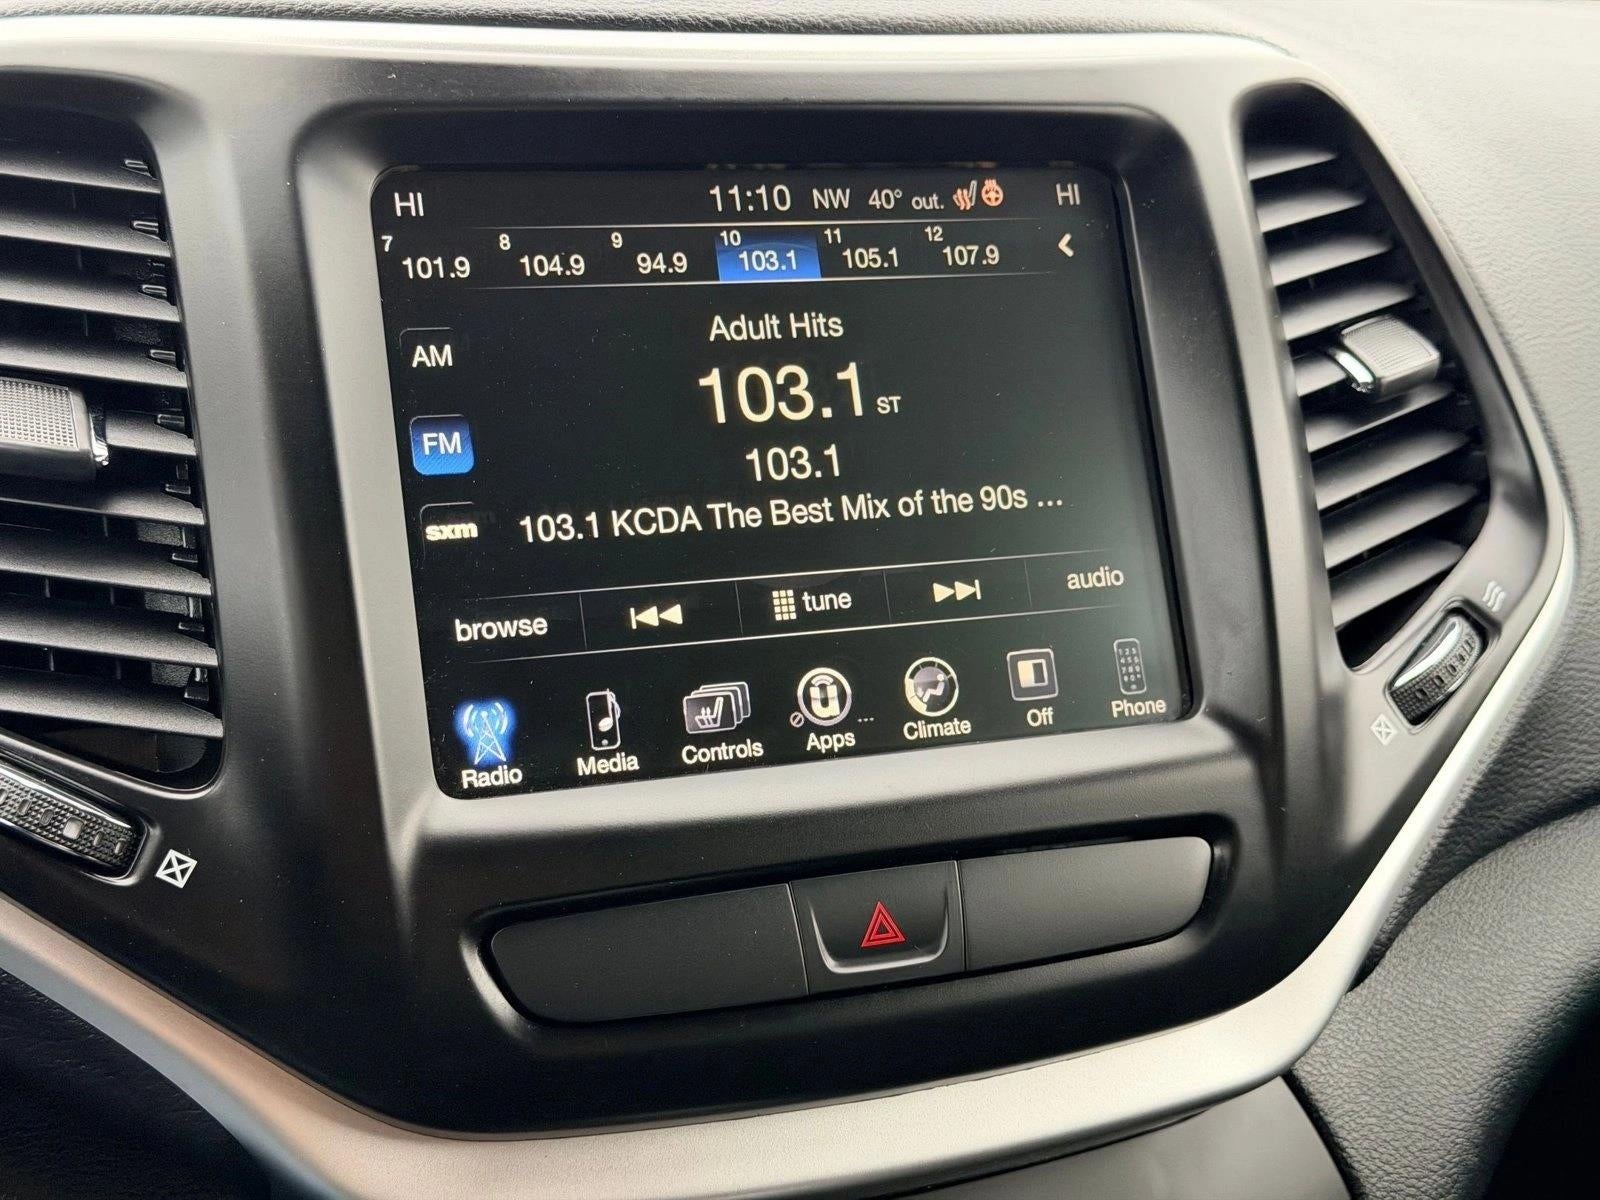 HI 11:10 NW 40° out. HI
7 101.9 8 104.9 9 94.9 10 103.1 11 105.1 12 107.9
Adult Hits
AM
103.1 ST
FM
103.1
sxm
103.1 KCDA The Best Mix of the 90s ...
browse tune audio
Radio Media Controls Apps ... Climate Off Phone